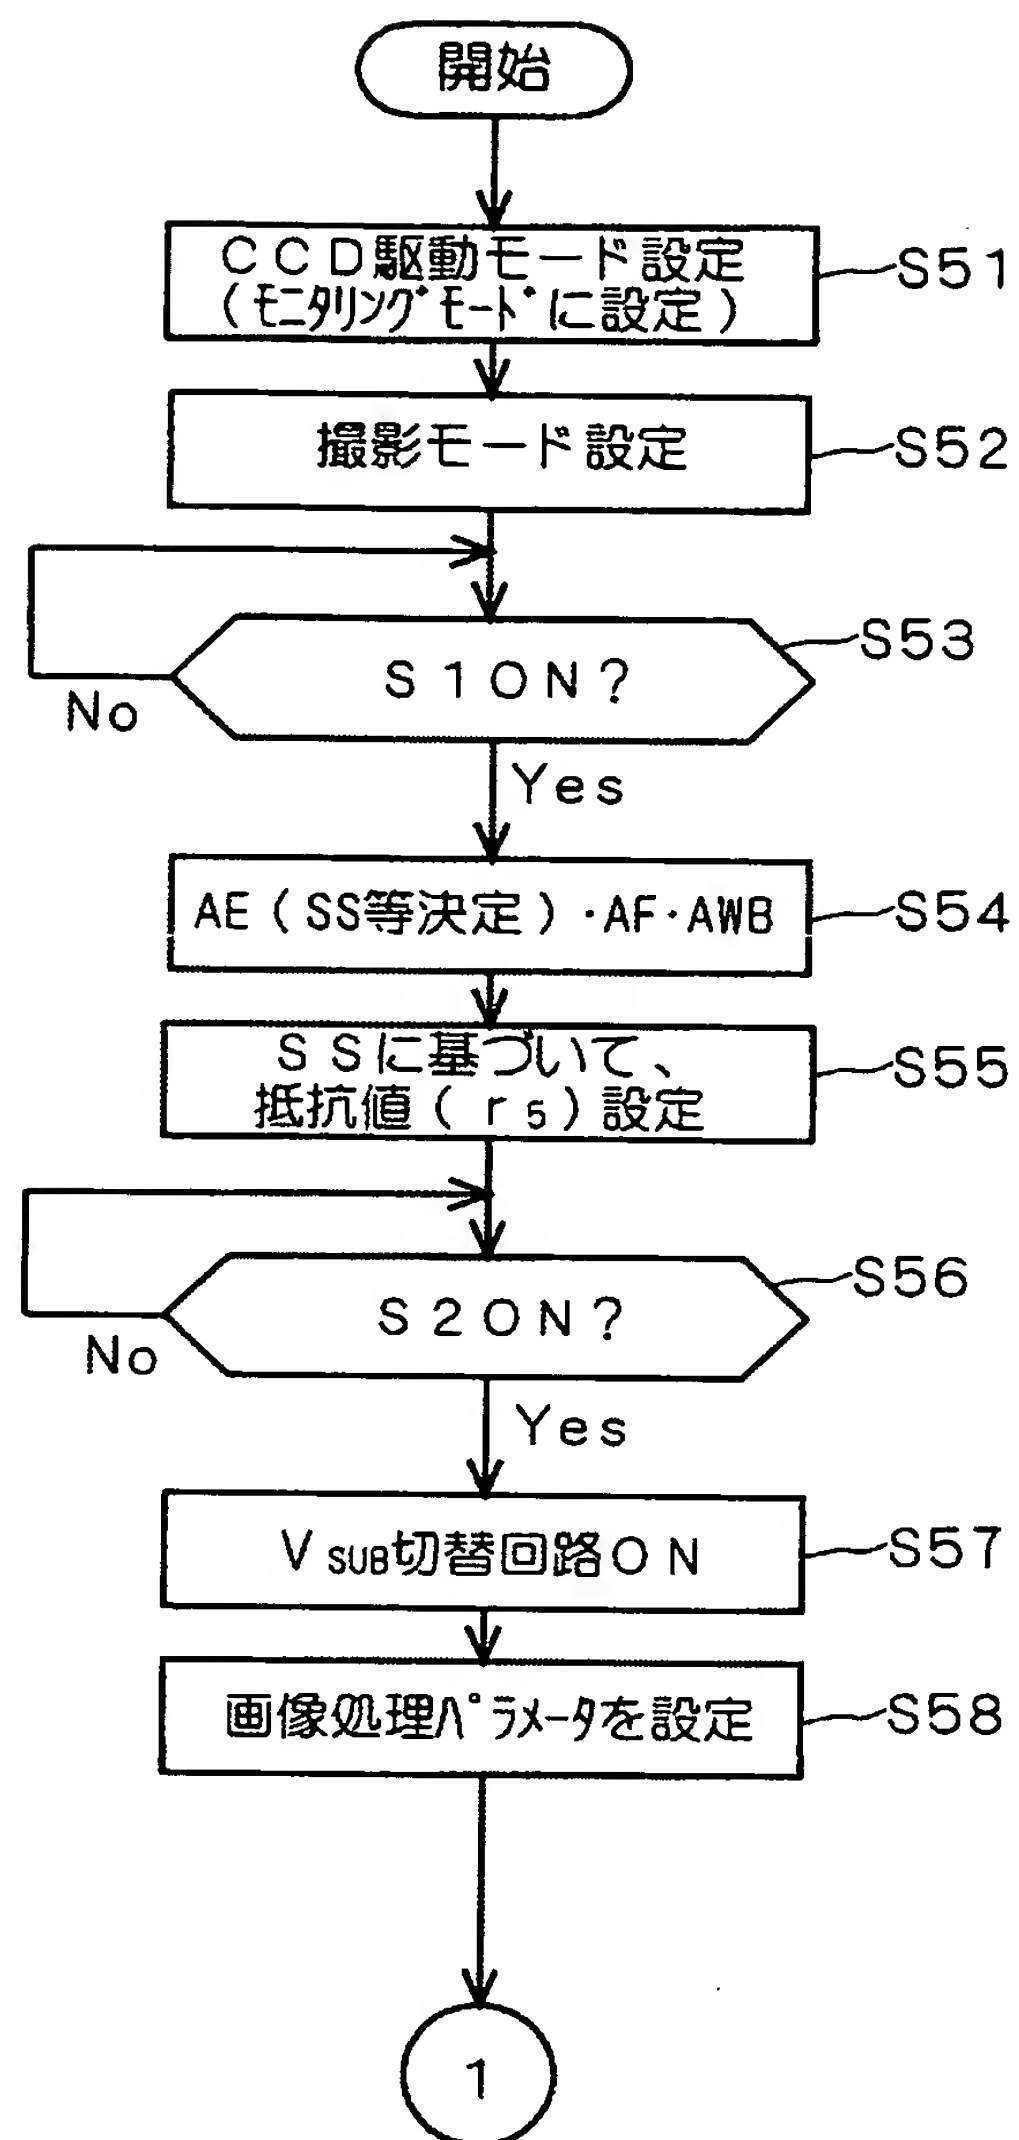 開始
CCD駆動モード設定
(モニタリングモードに設定)
S51
撮影モード設定
S52
S1ON?
S53
No
Yes
AE(SS等決定)・AF・AWB
S54
SSに基づいて、
抵抗値(r5)設定
S55
S2ON?
S56
No
Yes
VSUB切替回路ON
S57
画像処理パラメータを設定
S58
1